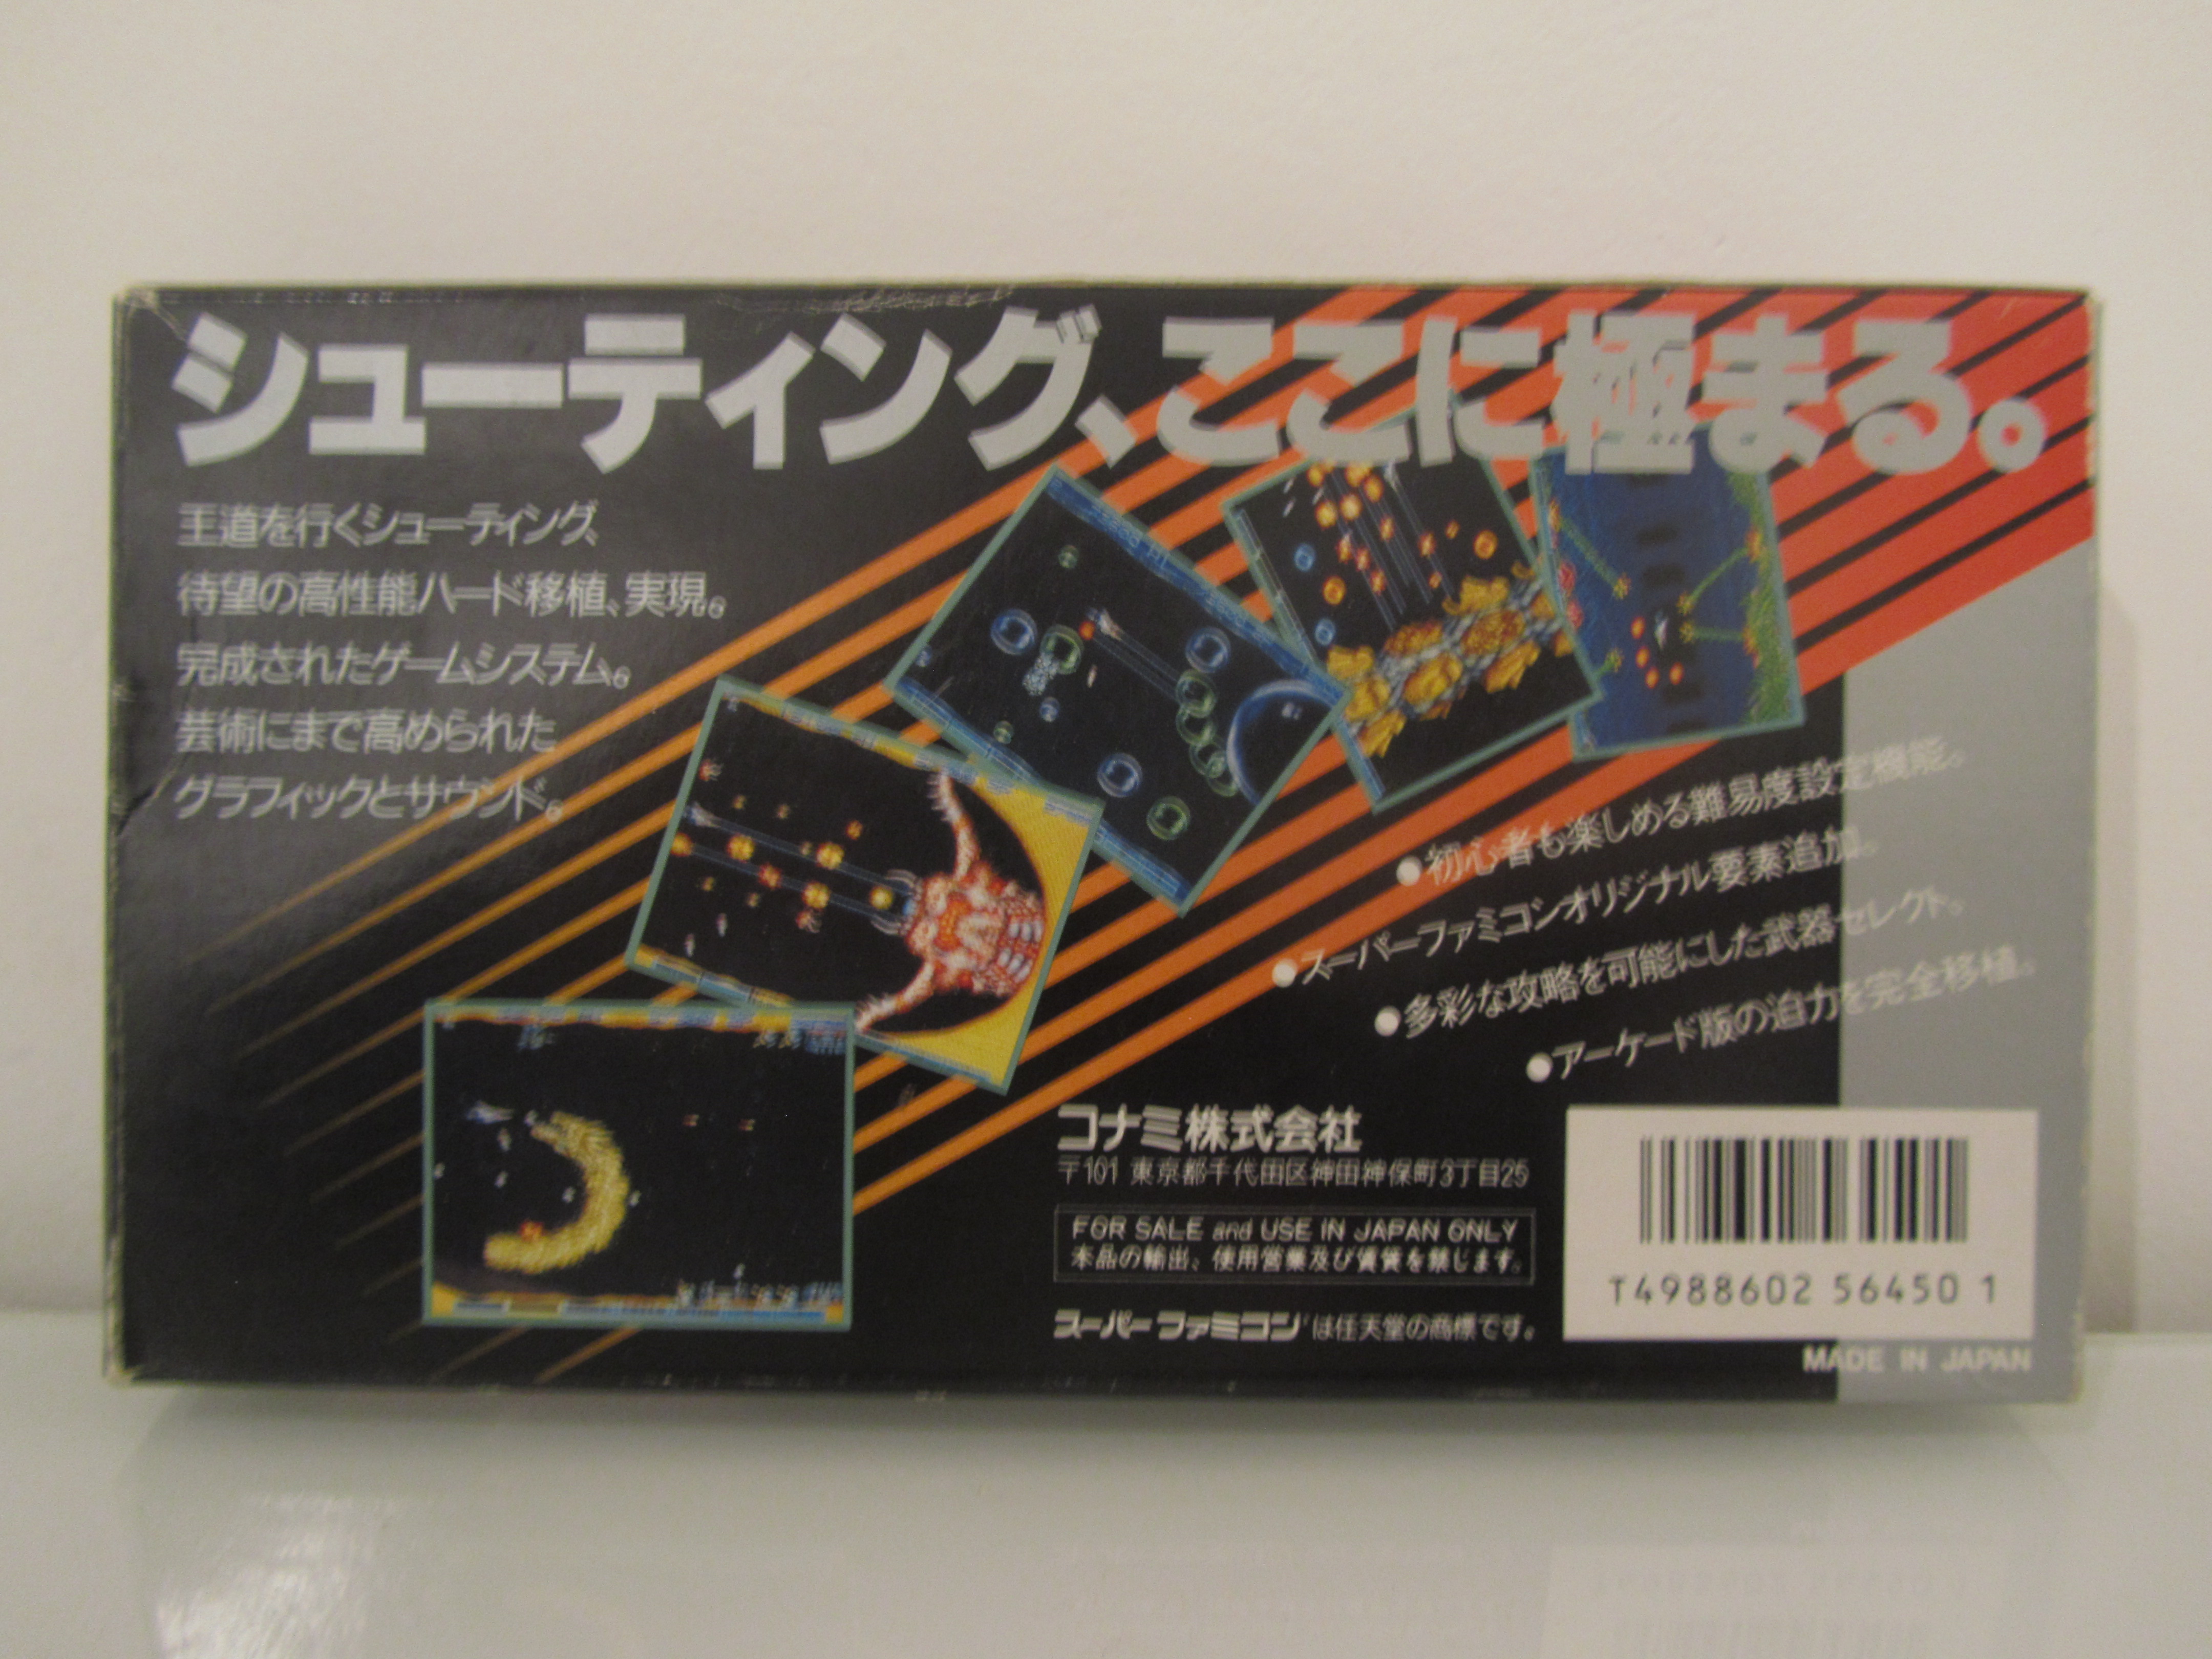 シューティング、ここに極まる。
王道を行くシューティング、
待望の高性能ハード移植、実現。
完成されたゲームシステム。
芸術にまで高められた
グラフィックとサウンド。
●初心者も楽しめる難易度設定機能。
●スーパーファミコンオリジナル要素追加。
●多彩な攻略を可能にした武器セレクト。
●アーケード版の迫力を完全移植。
コナミ株式会社
〒101 東京都千代田区神田神保町3丁目25
FOR SALE and USE IN JAPAN ONLY
本品の輸出、使用営業及び賃貸を禁じます。
スーパーファミコンは任天堂の商標です。
T4988602 56450 1
MADE IN JAPAN